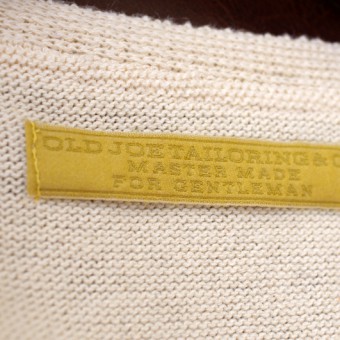 OLD JOE TAILORING & C
MASTER MADE
FOR GENTLEMAN